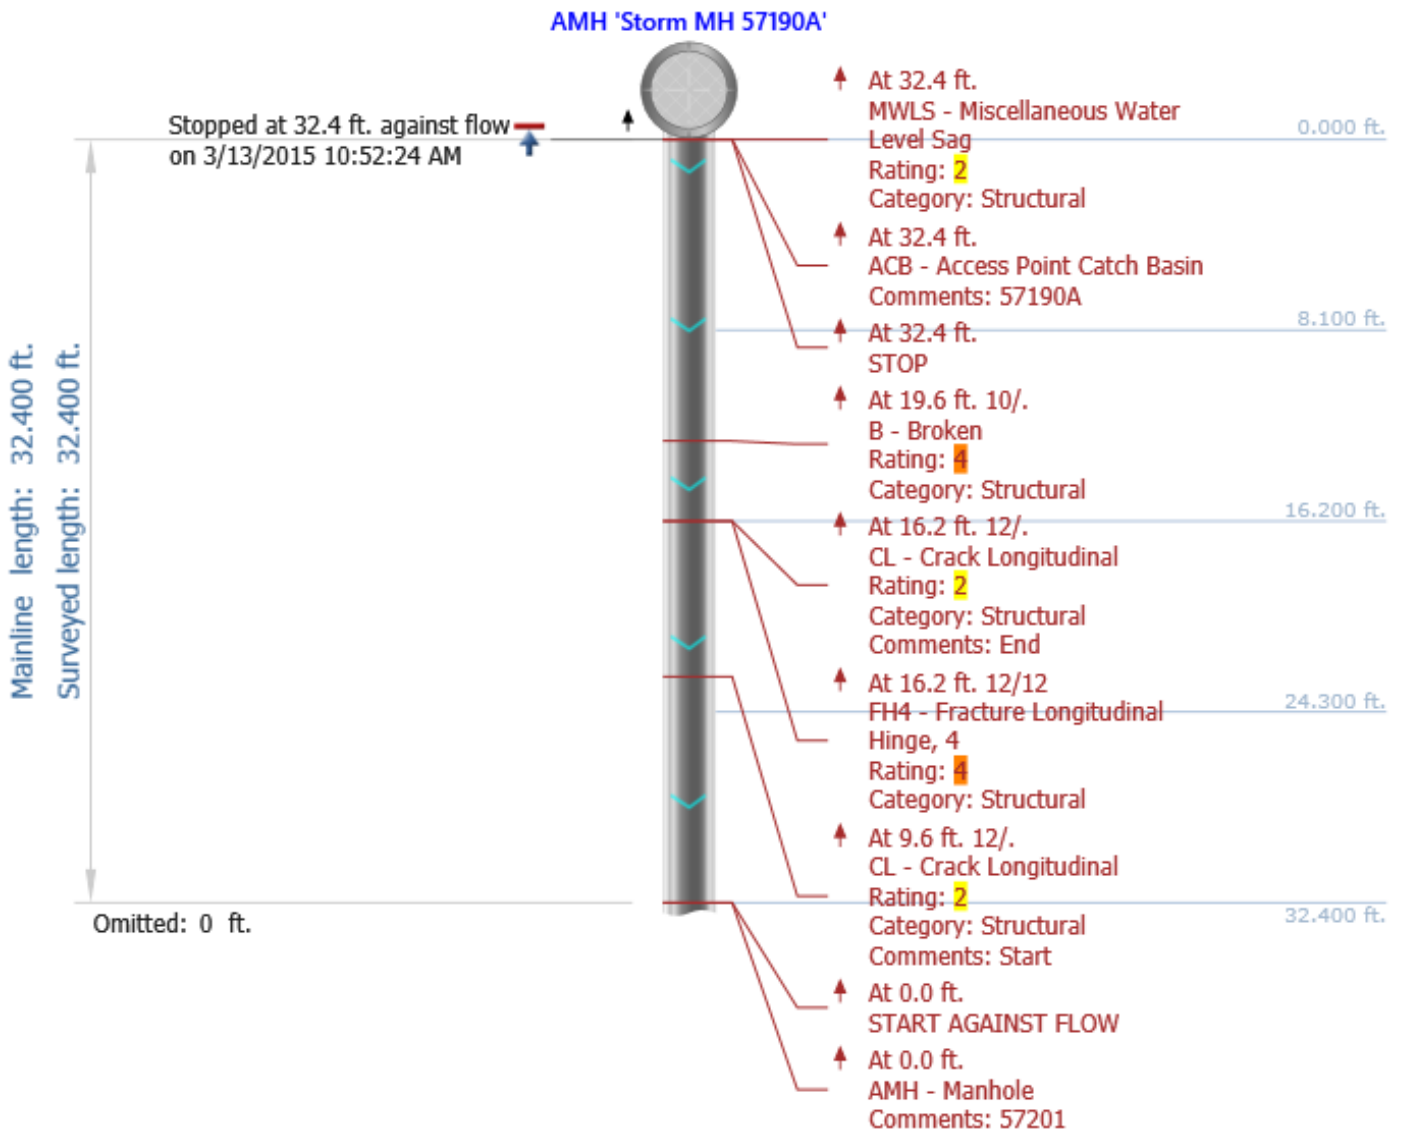 AMH 'Storm MH 57190A'
Stopped at 32.4 ft. against flow
on 3/13/2015 10:52:24 AM
Mainline length: 32.400 ft.
Surveyed length: 32.400 ft.
Omitted: 0 ft.
At 32.4 ft.
MWLS - Miscellaneous Water
Level Sag
Rating: 2
Category: Structural
At 32.4 ft.
ACB - Access Point Catch Basin
Comments: 57190A
At 32.4 ft.
STOP
At 19.6 ft. 10/.
B - Broken
Rating: 4
Category: Structural
At 16.2 ft. 12/.
CL - Crack Longitudinal
Rating: 2
Category: Structural
Comments: End
At 16.2 ft. 12/12
FH4 - Fracture Longitudinal
Hinge, 4
Rating: 4
Category: Structural
At 9.6 ft. 12/.
CL - Crack Longitudinal
Rating: 2
Category: Structural
Comments: Start
At 0.0 ft.
START AGAINST FLOW
At 0.0 ft.
AMH - Manhole
Comments: 57201
0.000 ft.
8.100 ft.
16.200 ft.
24.300 ft.
32.400 ft.